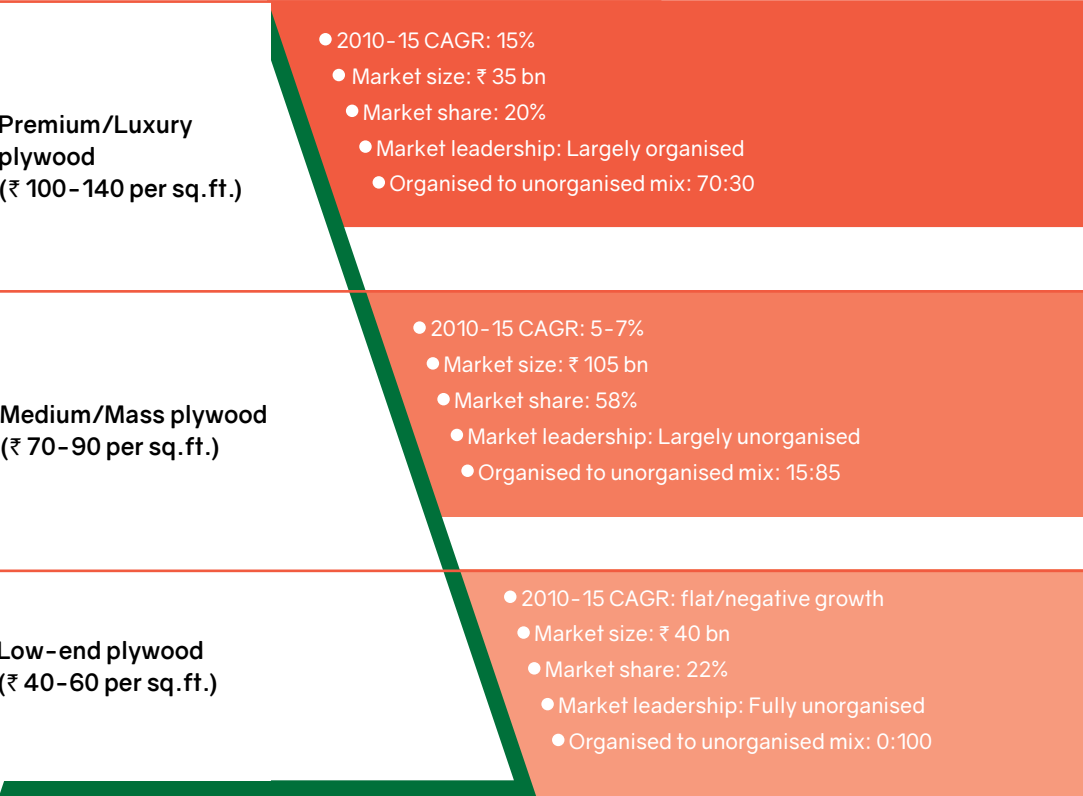 Premium/Luxury
plywood
(₹ 100-140 per sq.ft.)
2010-15 CAGR: 15%
Market size: ₹ 35 bn
Market share: 20%
Market leadership: Largely organised
Organised to unorganised mix: 70:30
Medium/Mass plywood
(₹ 70-90 per sq.ft.)
2010-15 CAGR: 5-7%
Market size: ₹ 105 bn
Market share: 58%
Market leadership: Largely unorganised
Organised to unorganised mix: 15:85
Low-end plywood
(₹ 40-60 per sq.ft.)
2010-15 CAGR: flat/negative growth
Market size: ₹ 40 bn
Market share: 22%
Market leadership: Fully unorganised
Organised to unorganised mix: 0:100